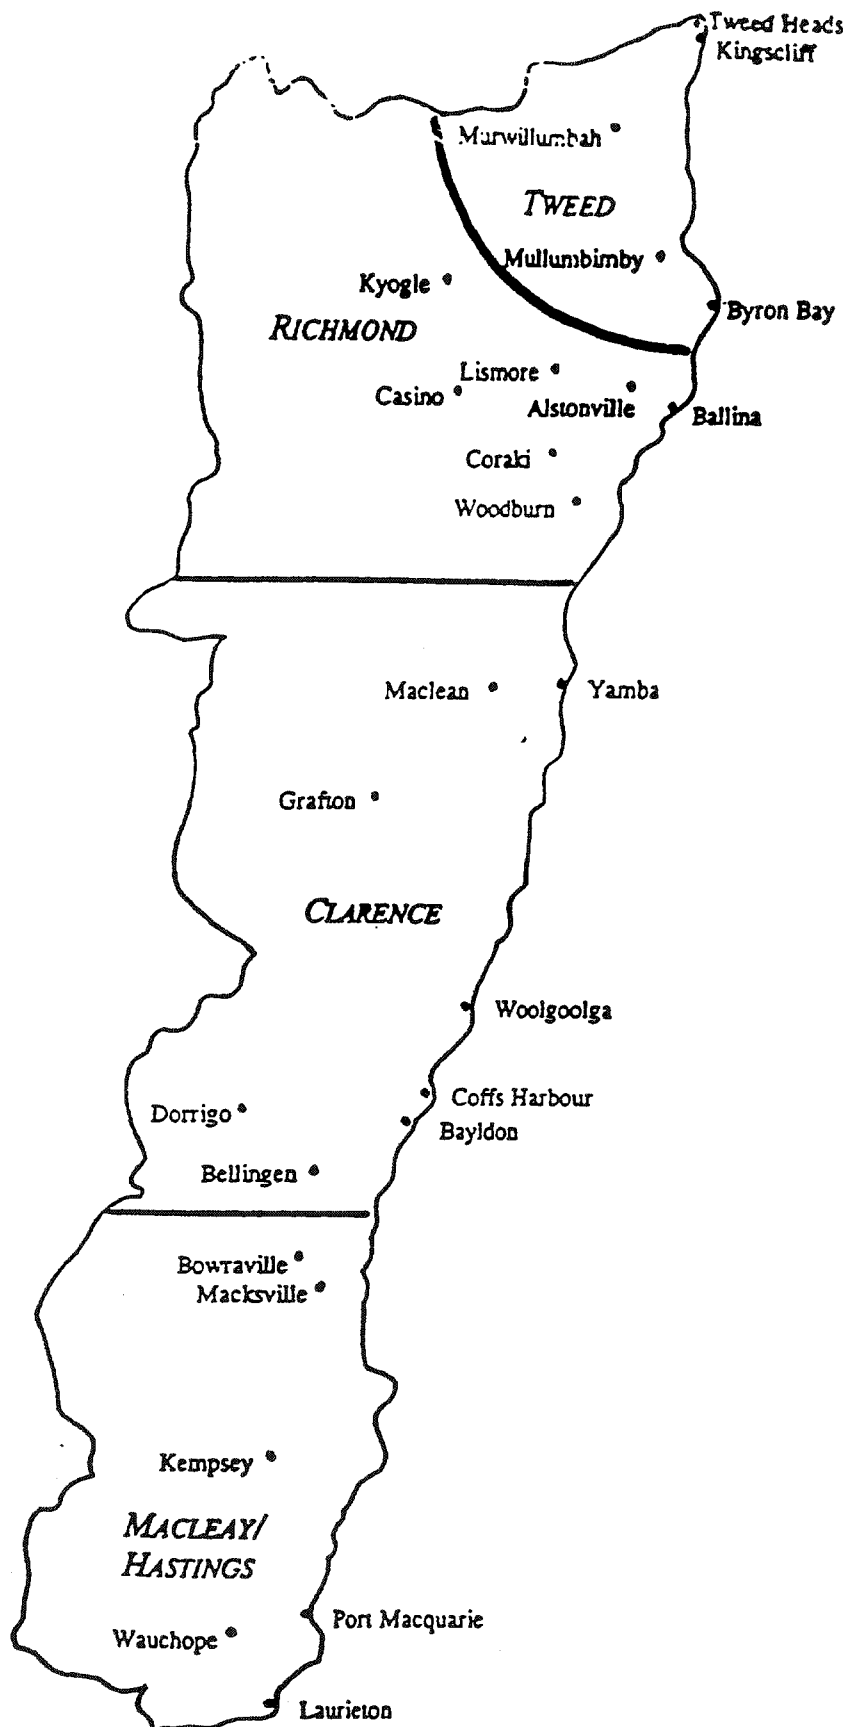 Tweed Heads
Kingscliff
Murwillumbah
TWEED
Mullumbimby
Kyogle
Byron Bay
RICHMOND
Lismore
Casino
Alstonville
Ballina
Coraki
Woodburn
Maclean
Yamba
Grafton
CLARENCE
Woolgoolga
Coffs Harbour
Dorrigo
Bayldon
Bellingen
Bowraville
Macksville
Kempsey
MACLEAY/
HASTINGS
Port Macquarie
Wauchope
Laurieton